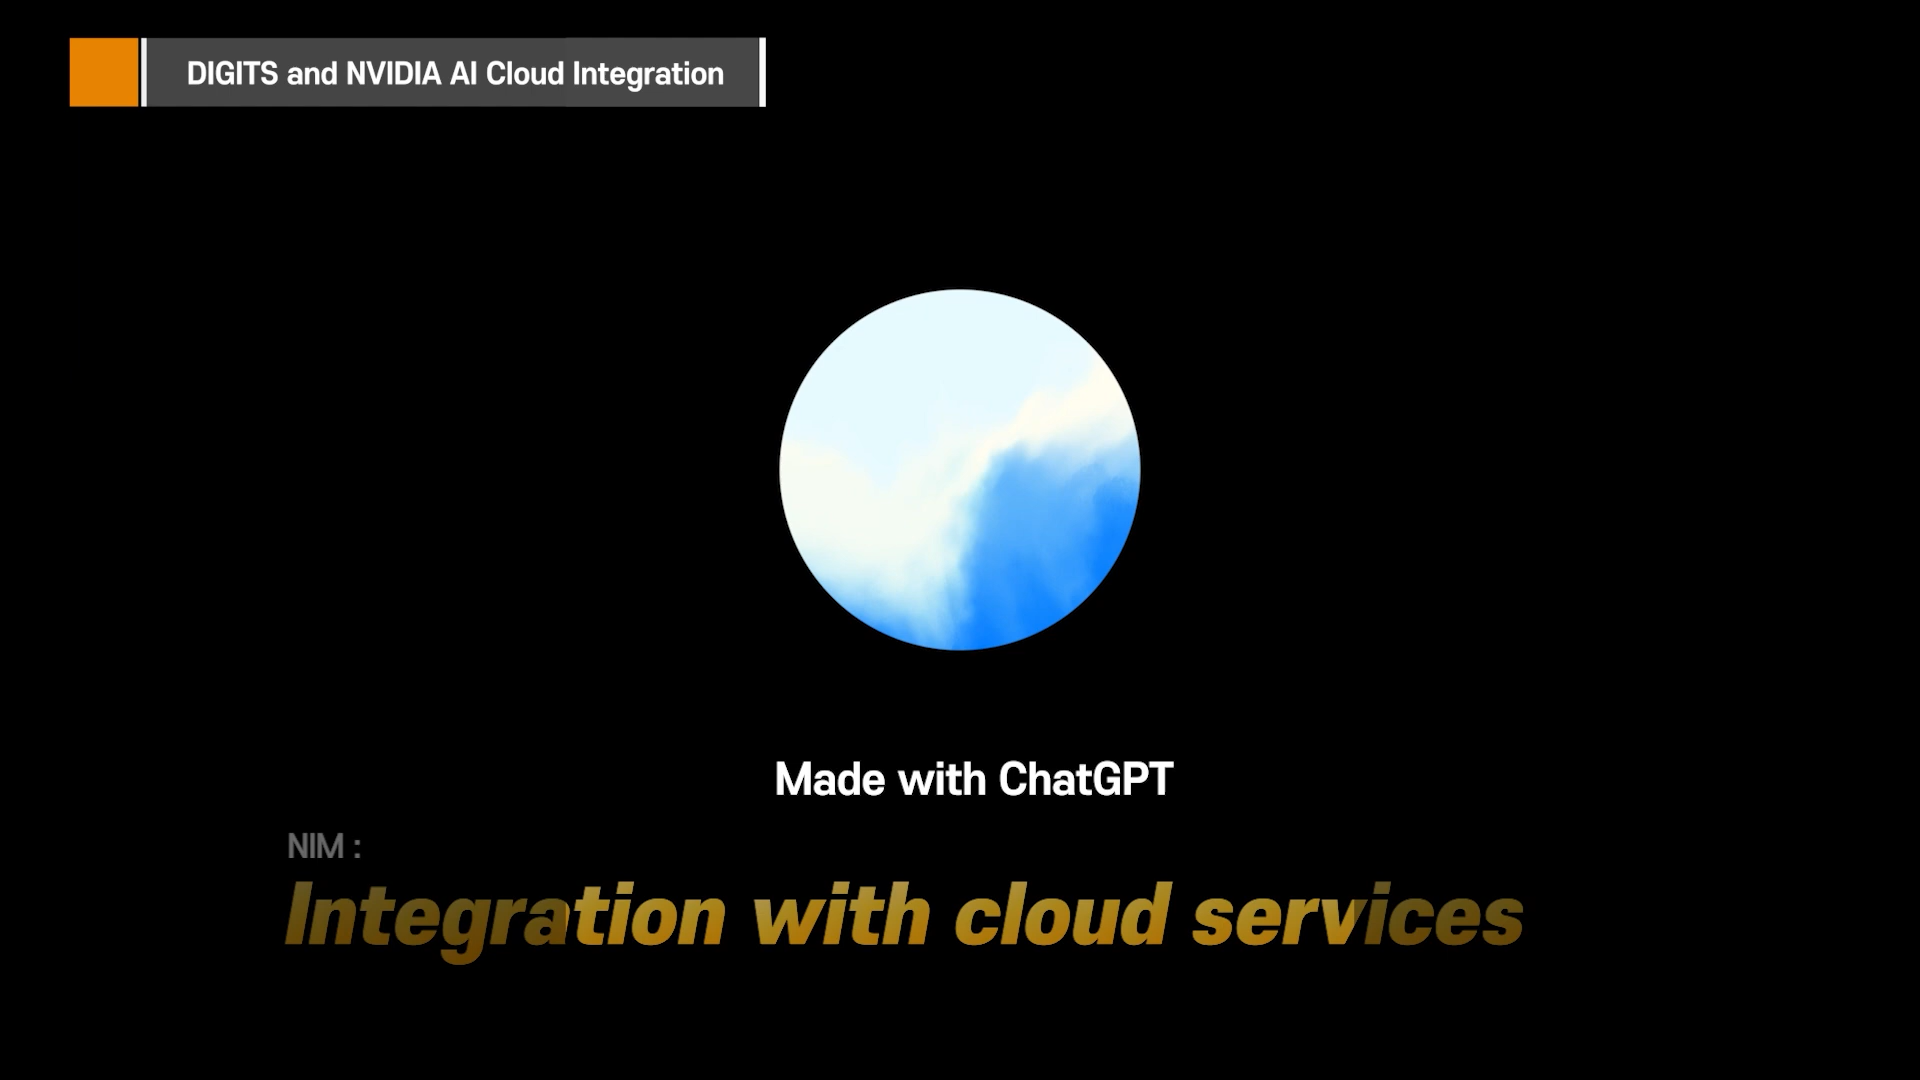 DIGITS and NVIDIA AI Cloud Integration
Made with ChatGPT
NIM :
Integration with cloud services